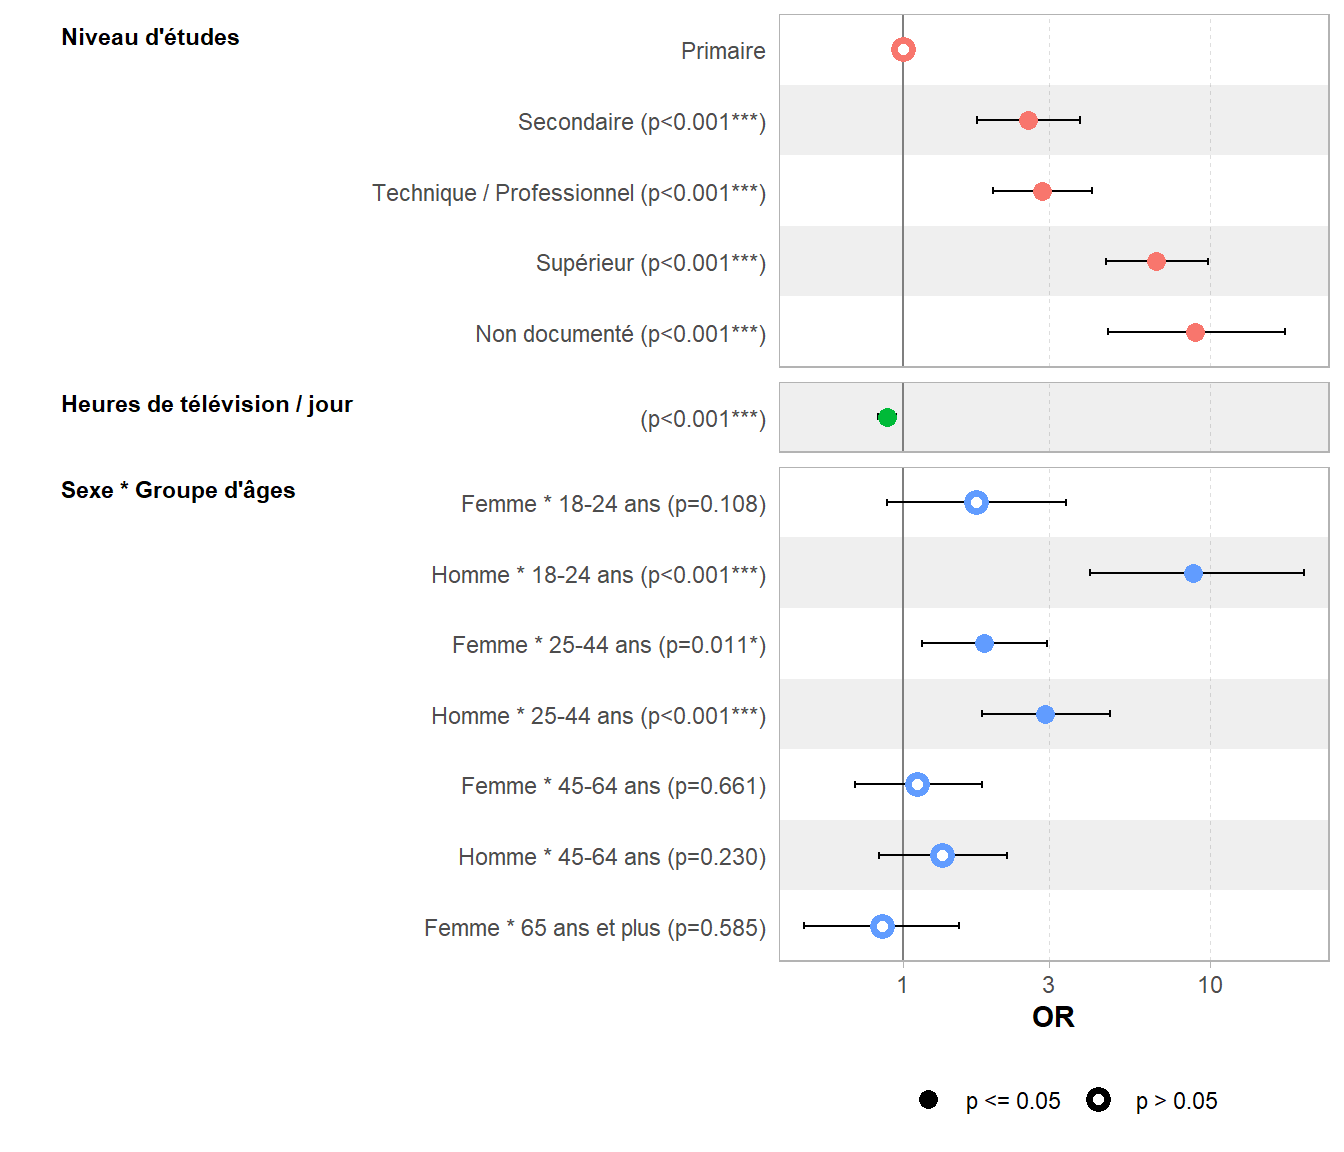 Niveau d'études
Primaire
Secondaire (p<0.001***)
Technique / Professionnel (p<0.001***)
Supérieur (p<0.001***)
Non documenté (p<0.001***)
Heures de télévision / jour
(p<0.001***)
Sexe * Groupe d'âges
Femme * 18-24 ans (p=0.108)
Homme * 18-24 ans (p<0.001***)
Femme * 25-44 ans (p=0.011*)
Homme * 25-44 ans (p<0.001***)
Femme * 45-64 ans (p=0.661)
Homme * 45-64 ans (p=0.230)
Femme * 65 ans et plus (p=0.585)
1 3 10
OR
p <= 0.05 p > 0.05